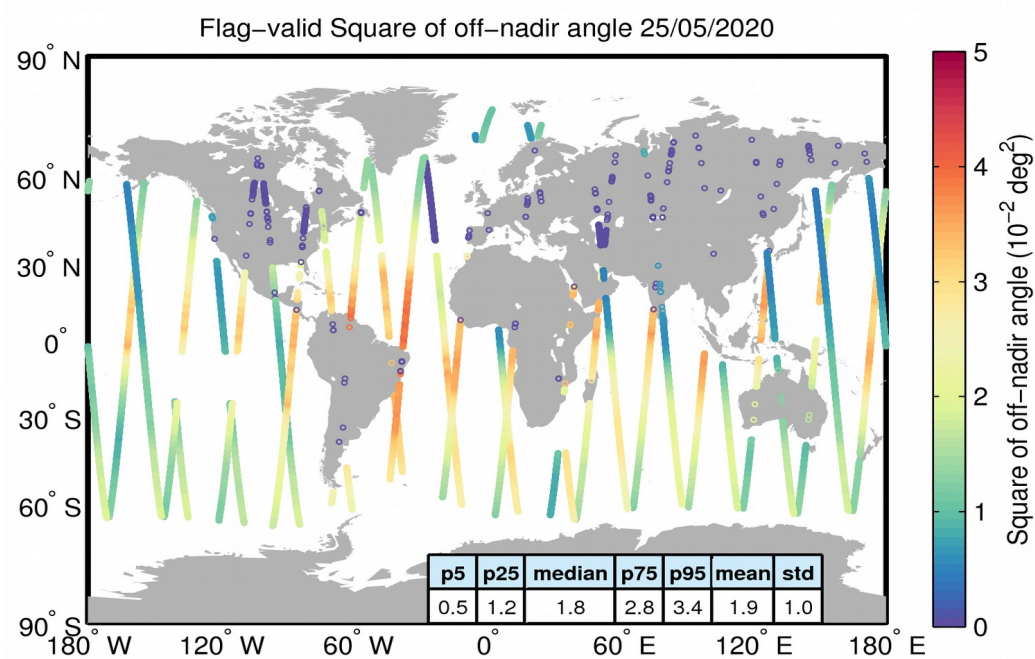 Flag−valid Square of off−nadir angle 25/05/2020
90° N
60° N
30° N
0°
30° S
60° S
90° S
180° W
120° W
60° W
0°
60° E
120° E
180° E
p5 p25 median p75 p95 mean std
0.5 1.2 1.8 2.8 3.4 1.9 1.0
5
4
3
2
1
0
Square of off−nadir angle (10⁻² deg²)